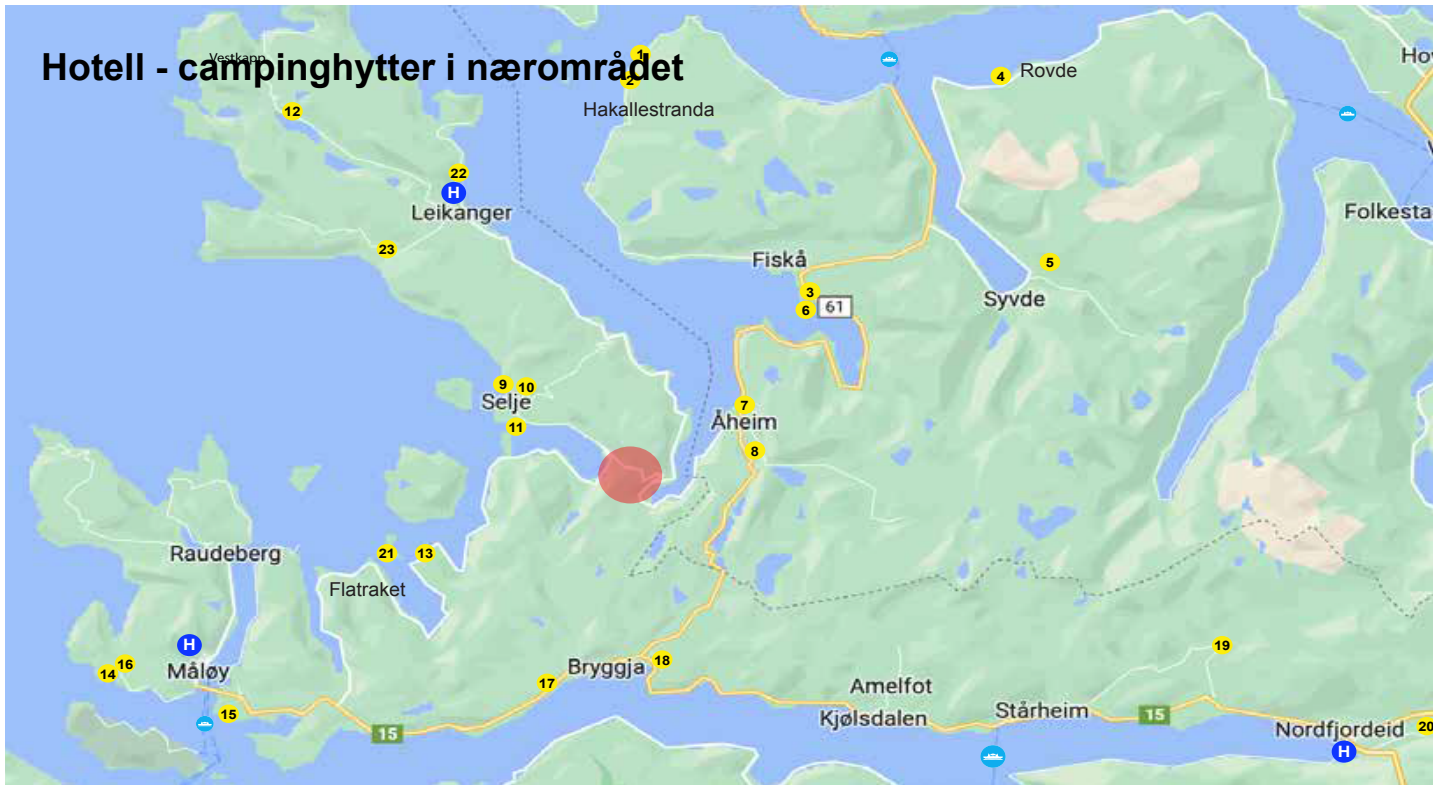 Vestkapp
Hotell - campinghytter i nærområdet
1
2
4
Rovde
Hakallestranda
12
22
H
Leikanger
23
Fiskå
3
6
61
5
Syvde
Folkesta
9
10
Selje
11
7
Åheim
8
Raudeberg
21
13
Flatraket
H
Måløy
14
16
15
15
17
Bryggja
18
Amelfot
Kjølsdalen
Stårheim
15
19
Nordfjordeid
20
H
Hov